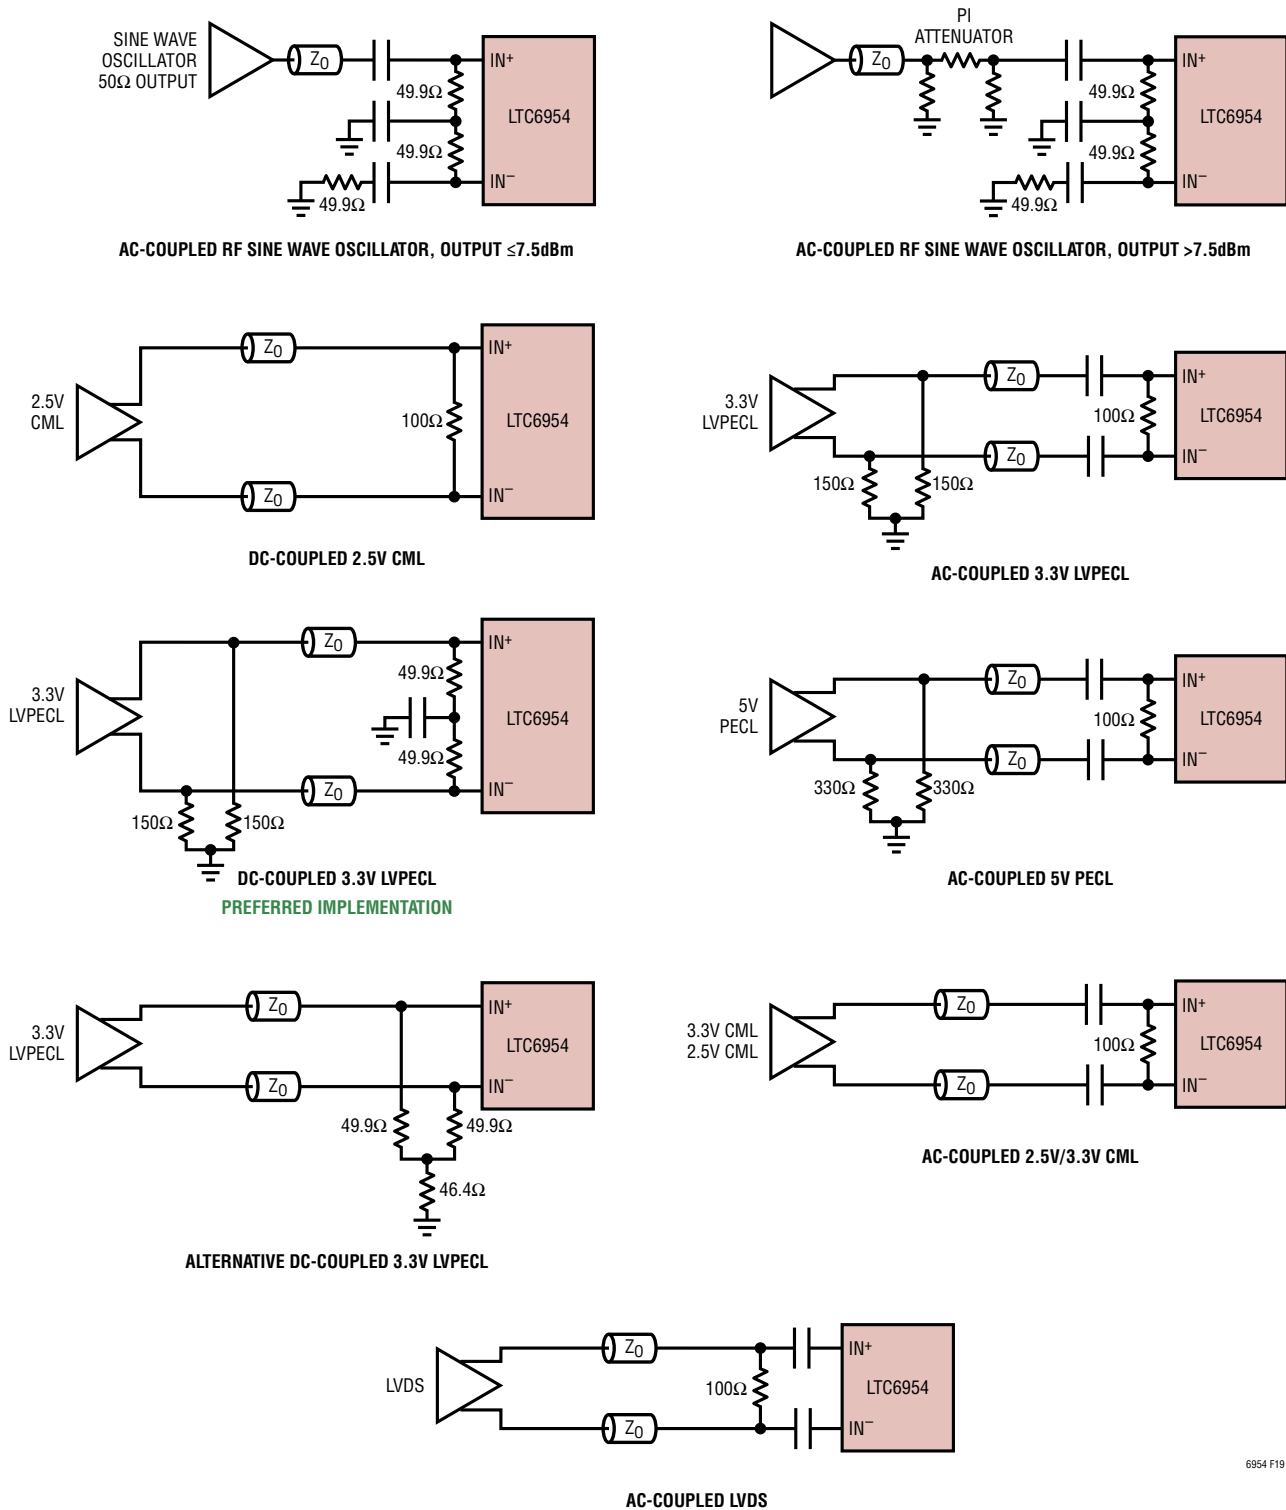 SINE WAVE
OSCILLATOR
50Ω OUTPUT
Z0
49.9Ω
49.9Ω
49.9Ω
IN+
LTC6954
IN−
AC-COUPLED RF SINE WAVE OSCILLATOR, OUTPUT ≤7.5dBm
PI
ATTENUATOR
Z0
49.9Ω
49.9Ω
49.9Ω
IN+
LTC6954
IN−
AC-COUPLED RF SINE WAVE OSCILLATOR, OUTPUT >7.5dBm
2.5V
CML
Z0
Z0
100Ω
IN+
LTC6954
IN−
DC-COUPLED 2.5V CML
3.3V
LVPECL
150Ω
150Ω
Z0
Z0
100Ω
IN+
LTC6954
IN−
AC-COUPLED 3.3V LVPECL
3.3V
LVPECL
150Ω
150Ω
Z0
Z0
49.9Ω
49.9Ω
IN+
LTC6954
IN−
DC-COUPLED 3.3V LVPECL
PREFERRED IMPLEMENTATION
5V
PECL
330Ω
330Ω
Z0
Z0
100Ω
IN+
LTC6954
IN−
AC-COUPLED 5V PECL
3.3V
LVPECL
Z0
Z0
49.9Ω
49.9Ω
46.4Ω
IN+
LTC6954
IN−
ALTERNATIVE DC-COUPLED 3.3V LVPECL
3.3V CML
2.5V CML
Z0
Z0
100Ω
IN+
LTC6954
IN−
AC-COUPLED 2.5V/3.3V CML
LVDS
Z0
Z0
100Ω
IN+
LTC6954
IN−
AC-COUPLED LVDS
6954 F19